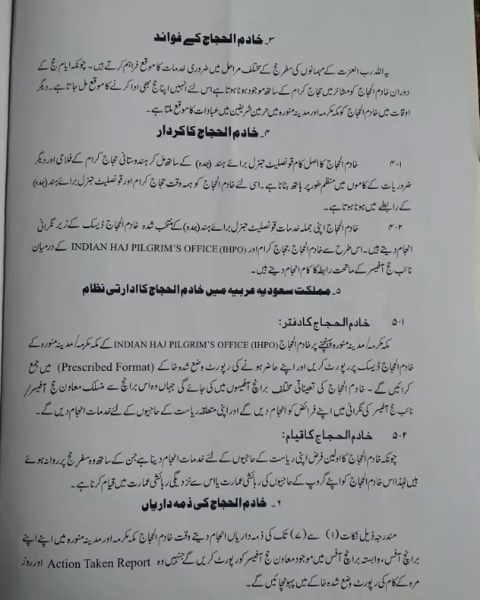 ۳۔ خادم الحجاج کے فوائد
یہ اللہ رب العزت کے مہمانوں کی سفر حج کے مختلف مراحل میں ضروری خدمات کا موقع فراہم کرتے ہیں۔ چونکہ ایام حج کے
دوران خادم الحجاج کو مشاعر میں حجاج کرام کے ساتھ موجود ہونا ہوتا ہے اس لئے انہیں اپنا حج بھی ادا کرنے کا موقع مل جاتا ہے۔ دیگر
اوقات میں خادم الحجاج کو مکہ مکرمہ اور مدینہ منورہ میں حرمین شریفین میں عبادات کا موقع ملتا ہے۔
۴۔ خادم الحجاج کا کردار
۴۰۱ خادم الحجاج کا اصل کام قونصلیٹ جنرل برائے ہند (جدہ) کے ساتھ مل کر ہندوستانی حجاج کرام کے فلاحی اور دیگر
ضروریات کے کاموں میں منظم طور پر ہاتھ بٹانا ہے۔ اسی لئے خادم الحجاج کو ہمہ وقت حجاج کرام اور قونصلیٹ جنرل برائے ہند (جدہ)
کے رابطے میں ہونا ہوتا ہے۔
۴۰۲ خادم الحجاج اپنی جملہ خدمات قونصلیٹ جنرل برائے ہند (جدہ) کے منتخب شدہ خادم الحجاج ڈیسک کے زیر نگرانی
انجام دیتے ہیں۔ اس طرح سے خادم الحجاج، حجاج کرام اور INDIAN HAJ PILGRIM'S OFFICE (IHPO) کے درمیان
نائب حج آفیسر کے ماتحت رابطہ کا کام انجام دیتے ہیں۔
۵۔ مملکت سعودیہ عربیہ میں خادم الحجاج کا ادارتی نظام
۵۰۱ خادم الحجاج کا دفتر:
مکہ مکرمہ/ مدینہ منورہ پہنچنے پر خادم الحجاج INDIAN HAJ PILGRIM'S OFFICE (IHPO) کے مکہ مکرمہ/ مدینہ منورہ کے
خادم الحجاج ڈیسک پر رپورٹ کریں اور اپنے حاضر ہونے کی رپورٹ وضع شدہ خاکے (Prescribed Format) میں جمع
کرائیں گے۔ خادم الحجاج کی تعیناتی مختلف برانچ آفیسوں میں کی جائے گی جہاں وہ اس برانچ سے منسلک معاون حج آفیسر/
نائب حج آفیسر کی نگرانی میں اپنے فرائض کو انجام دیں گے اور اپنی متعلقہ ریاست کے حاجیوں کے لئے خدمات انجام دیں گے۔
۵۰۲ خادم الحجاج کا قیام:
چونکہ خادم الحجاج کا اولین فرض اپنی ریاست کے حاجیوں کے لئے خدمات انجام دینا ہے جن کے ساتھ وہ سفر حج پر روانہ ہوئے
ہیں لہٰذا اس خادم الحجاج کو اپنے گروپ کے حاجیوں کی رہائشی عمارت یا اس سے نزدیکی رہائشی عمارت میں قیام کرنا ہے۔
۶۔ خادم الحجاج کی ذمہ داریاں
مندرجہ ذیل نکات (۱) سے (۷) تک کی ذمہ داریاں انجام دیتے وقت خادم الحجاج مکہ مکرمہ اور مدینہ منورہ میں اپنے اپنے
برانچ آفس، وابستہ برانچ آفس میں موجود معاون حج آفیسر کو رپورٹ کریں گے جنہیں وہ Action Taken Report اور روز
مرہ کے کام کی رپورٹ وضع شدہ خاکے میں پہونچائیں گے۔